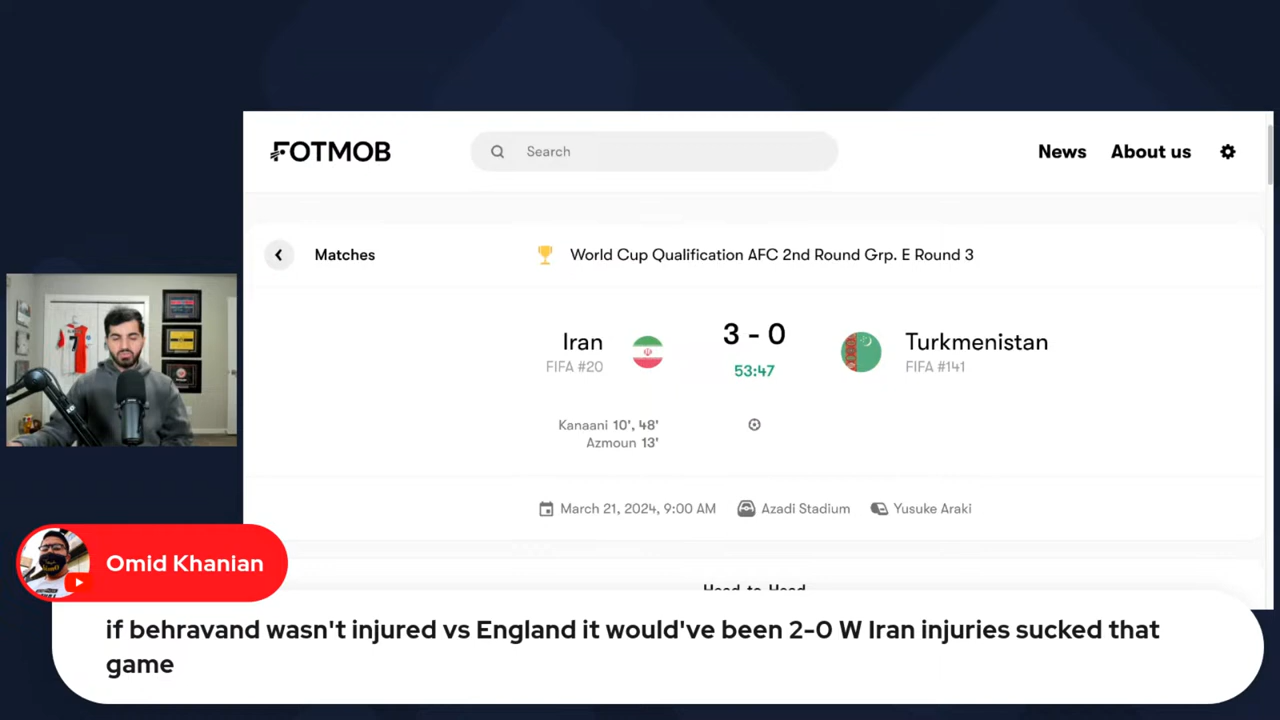 FOTMOB
Search
News
About us
Matches
World Cup Qualification AFC 2nd Round Grp. E Round 3
Iran
FIFA #20
3 - 0
53:47
Turkmenistan
FIFA #141
Kanaani 10', 48'
Azmoun 13'
March 21, 2024, 9:00 AM
Azadi Stadium
Yusuke Araki
Head-to-Head
Omid Khanian
if behravand wasn't injured vs England it would've been 2-0 W Iran injuries sucked that
game